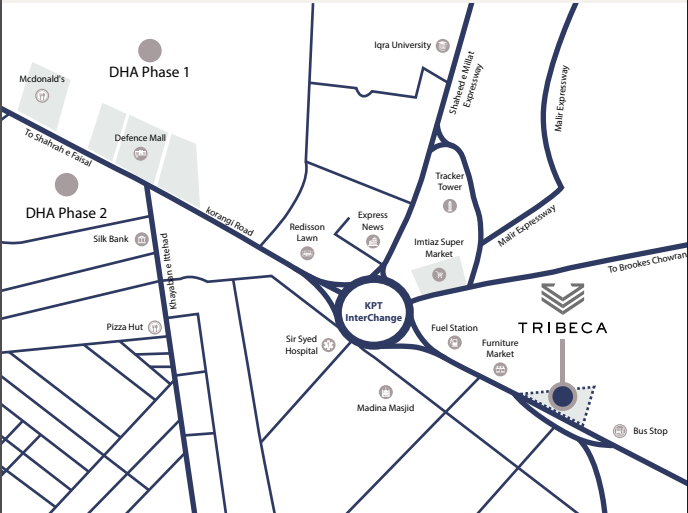 Iqra University
DHA Phase 1
Mcdonald's
Shaheed e Millat
Expressway
Malir Expressway
Defence Mall
To Shahrah e Faisal
Tracker
Tower
DHA Phase 2
korangi Road
Redisson
Lawn
Express
News
Malir Expressway
Silk Bank
Khayaban e Ittehad
Imtiaz Super
Market
To Brookes Chowran
KPT
InterChange
TRIBECA
Pizza Hut
Fuel Station
Sir Syed
Hospital
Furniture
Market
Madina Masjid
Bus Stop